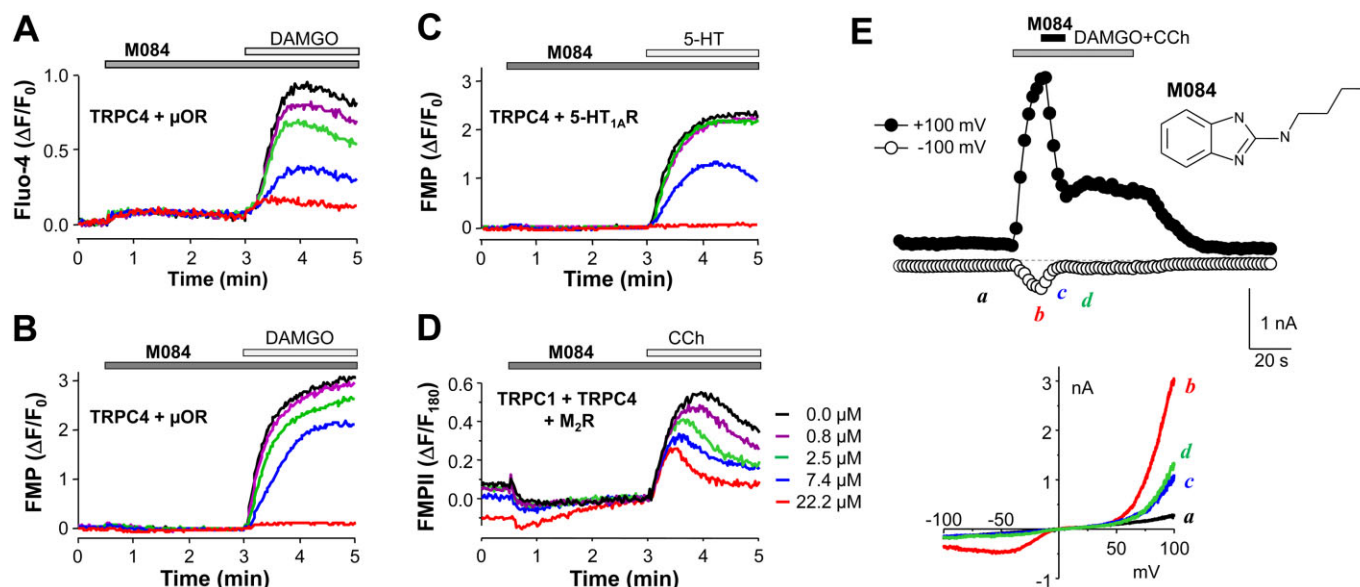 A
DAMGO
M084
TRPC4 + µOR
Fluo-4 (ΔF/F0)
1.0
0.5
0.0
0 1 2 3 4 5
Time (min)
B
DAMGO
M084
TRPC4 + µOR
FMP (ΔF/F0)
3
2
1
0
0 1 2 3 4 5
Time (min)
C
5-HT
M084
TRPC4 + 5-HT1AR
FMP (ΔF/F0)
3
2
1
0
0 1 2 3 4 5
Time (min)
D
CCh
M084
TRPC1 + TRPC4
+ M2R
FMPII (ΔF/F180)
0.6
0.4
0.2
0.0
0 1 2 3 4 5
Time (min)
0.0 µM
0.8 µM
2.5 µM
7.4 µM
22.2 µM
E
M084
DAMGO+CCh
+100 mV
-100 mV
M084
N
N
N
a
b
c
d
1 nA
20 s
nA
3
2
1
-1
-100 -50 50 100
mV
b
d
c
a